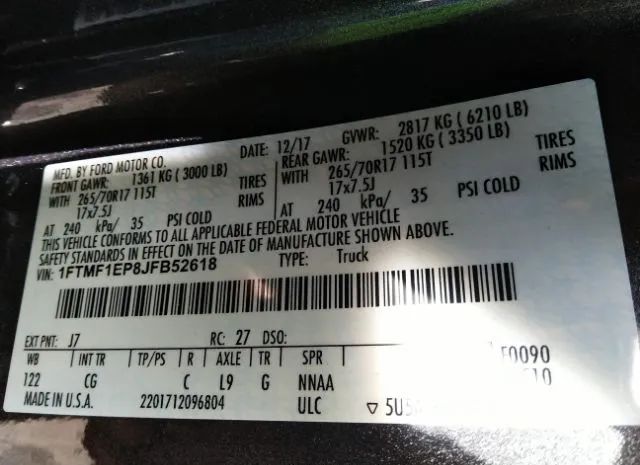 MFD. BY FORD MOTOR CO. DATE: 12/17 GVWR: 2817 KG ( 6210 LB)
FRONT GAWR: 1361 KG ( 3000 LB) REAR GAWR: 1520 KG ( 3350 LB)
WITH 265/70R17 115T TIRES WITH 265/70R17 115T TIRES
17x7.5J RIMS 17x7.5J RIMS
AT 240 kPa/ 35 PSI COLD AT 240 kPa/ 35 PSI COLD
THIS VEHICLE CONFORMS TO ALL APPLICABLE FEDERAL MOTOR VEHICLE
SAFETY STANDARDS IN EFFECT ON THE DATE OF MANUFACTURE SHOWN ABOVE.
VIN: 1FTMF1EP8JFB52618 TYPE: Truck
EXT PNT: J7 RC: 27 DSO:
WB INT TR TP/PS R AXLE TR SPR F0090
122 CG C L9 G NNAA
MADE IN U.S.A. 2201712096804 ULC ▽ 5U5